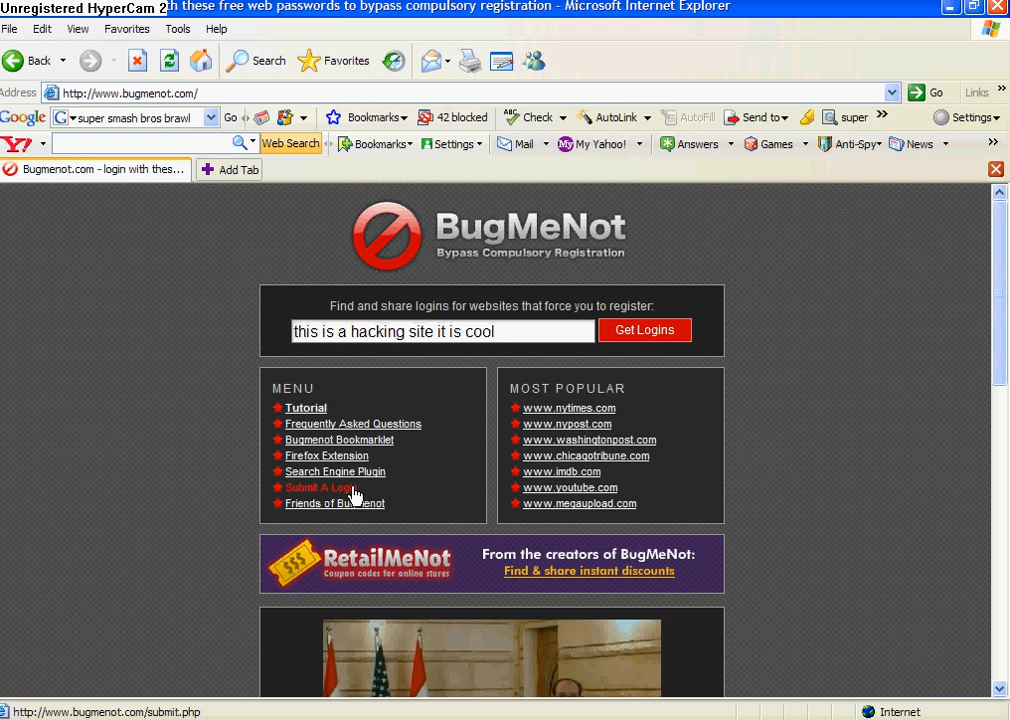 Unregistered HyperCam 2 th these free web passwords to bypass compulsory registration - Microsoft Internet Explorer
File Edit View Favorites Tools Help
Back Search Favorites
Address http://www.bugmenot.com/ Go Links »
Google G super smash bros brawl Go Bookmarks 42 blocked ABC Check AutoLink AutoFill Send to super » Settings
Y! Web Search Bookmarks Settings Mail My My Yahoo! Answers Games Anti-Spy News »
Bugmenot.com - login with thes... Add Tab
BugMeNot
Bypass Compulsory Registration
Find and share logins for websites that force you to register:
this is a hacking site it is cool Get Logins
MENU
Tutorial
Frequently Asked Questions
Bugmenot Bookmarklet
Firefox Extension
Search Engine Plugin
Submit A Login
Friends of Bugmenot
MOST POPULAR
www.nytimes.com
www.nypost.com
www.washingtonpost.com
www.chicagotribune.com
www.imdb.com
www.youtube.com
www.megaupload.com
RetailMeNot
Coupon codes for online stores
From the creators of BugMeNot:
Find & share instant discounts
http://www.bugmenot.com/submit.php Internet